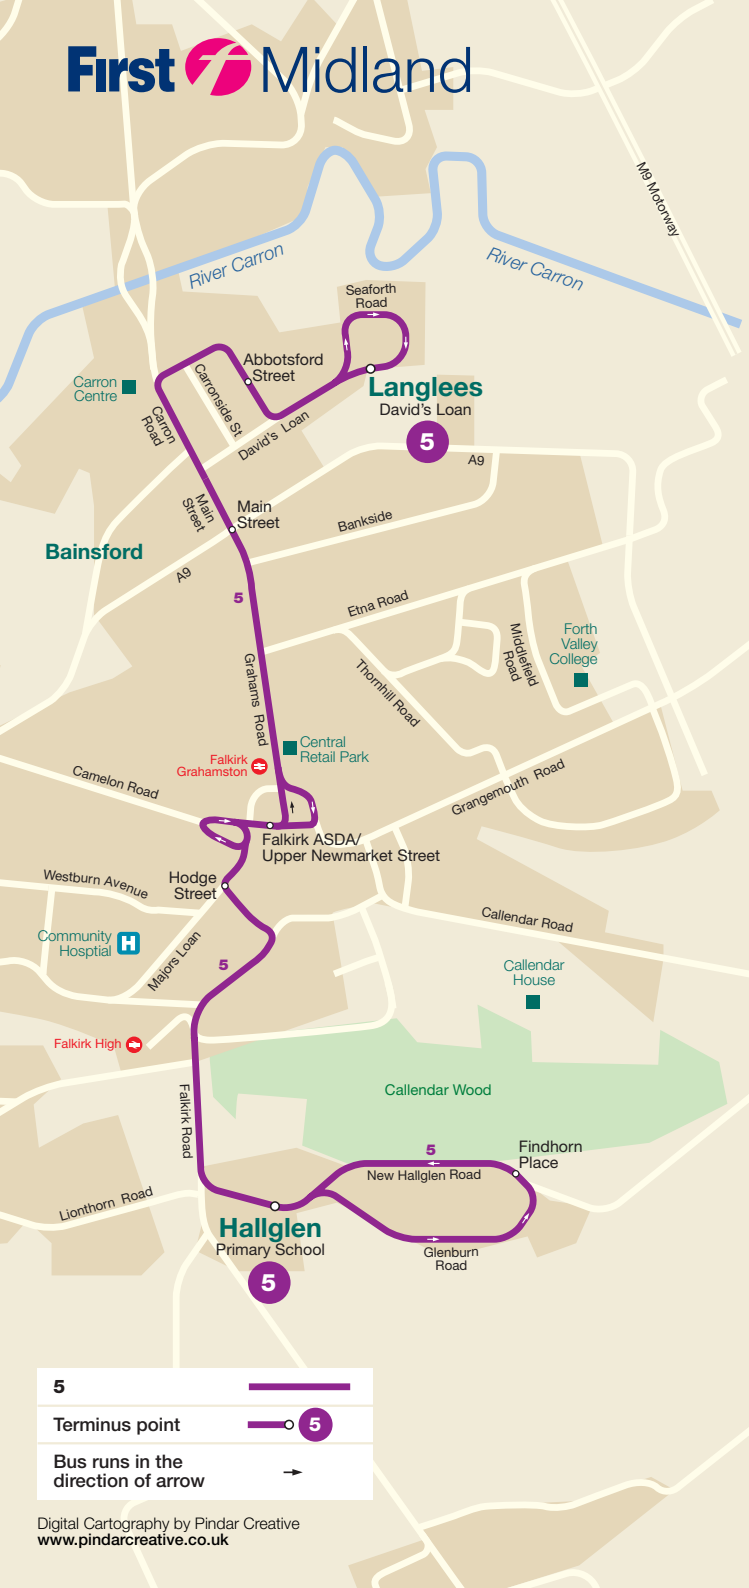 First Midland
M9 Motorway
River Carron
River Carron
Seaforth
Road
Abbotsford
Street
Carron
Centre
Carronside St
Langlees
David's Loan
5
Carron
Road
David's Loan
A9
Main
Street
Main
Street
Bankside
Bainsford
A9
5
Etna Road
Middlefield
Road
Forth
Valley
College
Thornhill Road
Grahams Road
Central
Retail Park
Falkirk
Grahamston
Camelon Road
Grangemouth Road
Falkirk ASDA/
Upper Newmarket Street
Hodge
Street
Westburn Avenue
Callendar Road
Community
Hosptial
H
Majors Loan
5
Callendar
House
Falkirk High
Callendar Wood
Falkirk Road
5
Findhorn
Place
New Hallglen Road
Lionthorn Road
Hallglen
Primary School
5
Glenburn
Road
5
Terminus point
5
Bus runs in the
direction of arrow
Digital Cartography by Pindar Creative
www.pindarcreative.co.uk